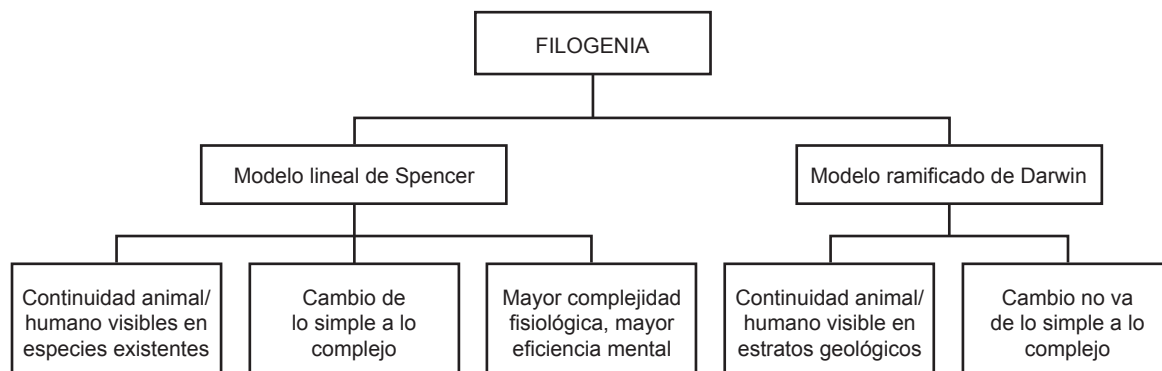 FILOGENIA
Modelo lineal de Spencer
Modelo ramificado de Darwin
Continuidad animal/
humano visibles en
especies existentes
Cambio de
lo simple a lo
complejo
Mayor complejidad
fisiológica, mayor
eficiencia mental
Continuidad animal/
humano visible en
estratos geológicos
Cambio no va
de lo simple a lo
complejo